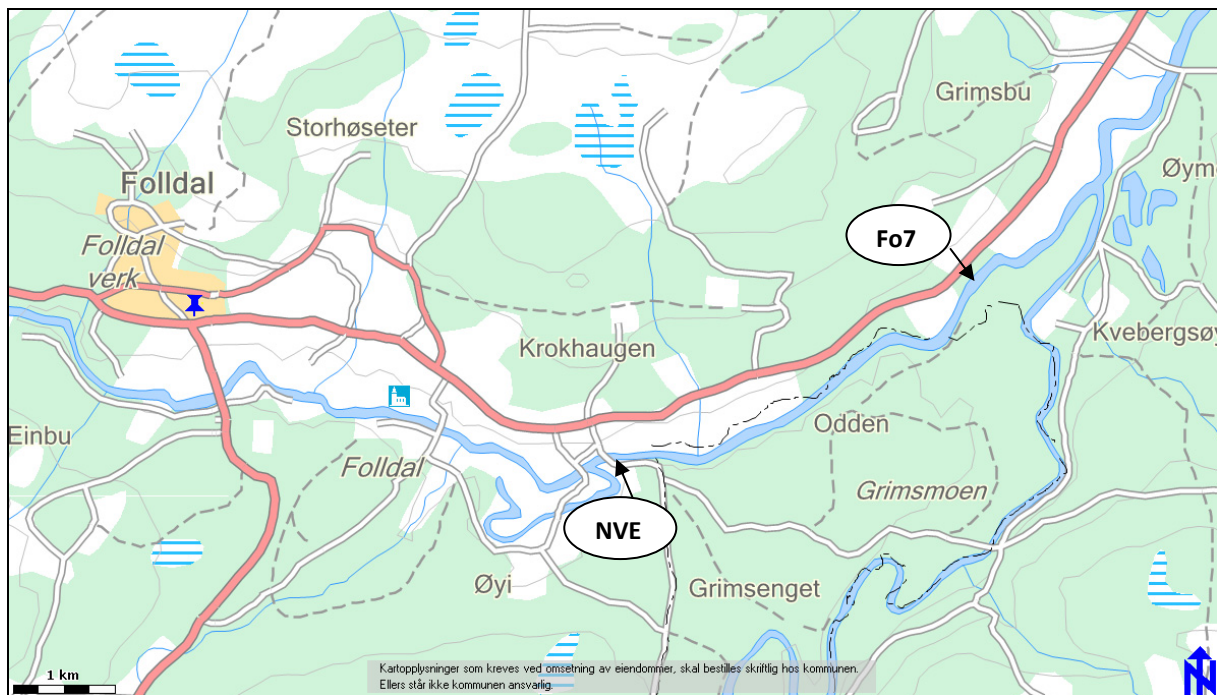 Grimsbu
Storhøseter
Øyme
Folldal
Fo7
Folldal
verk
Kvebergsøy
Krokhaugen
Odden
Einbu
Folldal
Grimsmoen
NVE
Øyi
Grimsenget
1 km
Kartopplysninger som kreves ved omsetning av eiendommer, skal bestilles skriftlig hos kommunen.
Ellers står ikke kommunen ansvarlig.
N